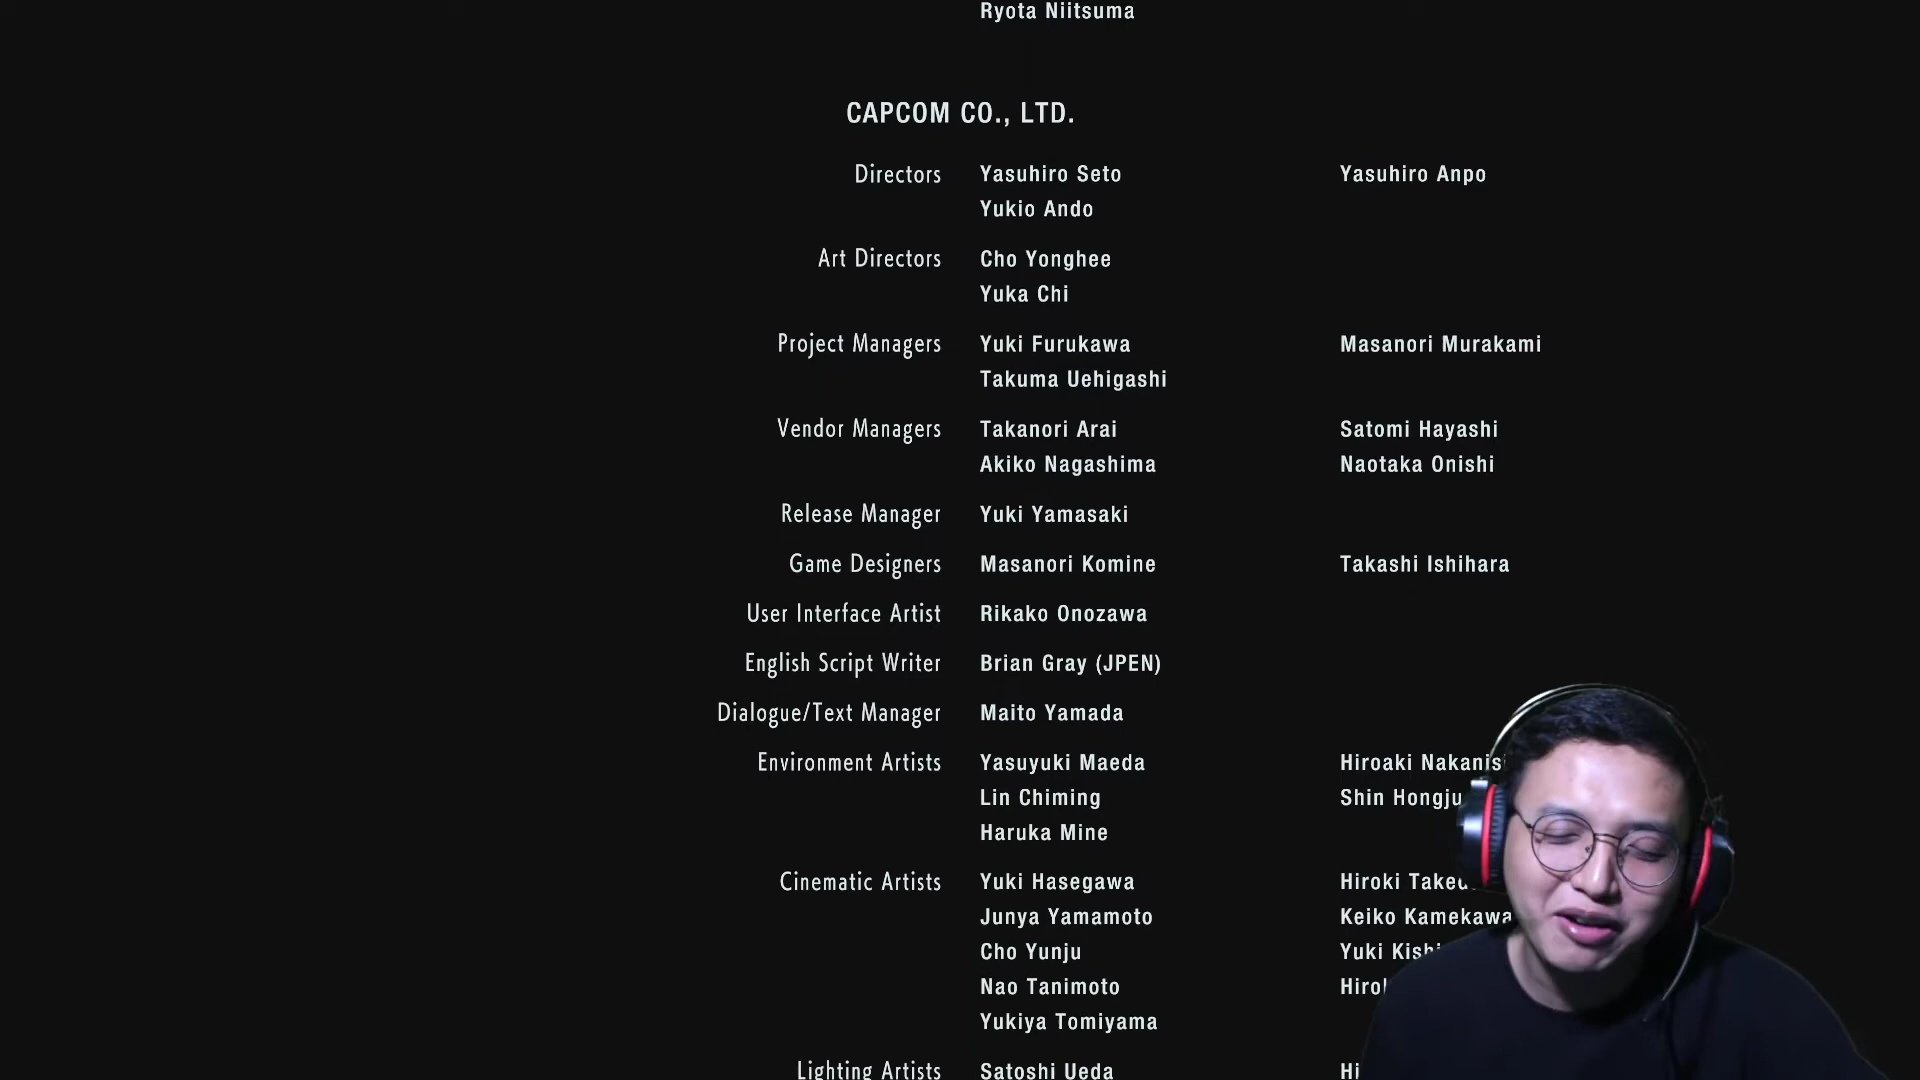 Ryota Niitsuma
CAPCOM CO., LTD.
Directors Yasuhiro Seto Yasuhiro Anpo
Yukio Ando
Art Directors Cho Yonghee
Yuka Chi
Project Managers Yuki Furukawa Masanori Murakami
Takuma Uehigashi
Vendor Managers Takanori Arai Satomi Hayashi
Akiko Nagashima Naotaka Onishi
Release Manager Yuki Yamasaki
Game Designers Masanori Komine Takashi Ishihara
User Interface Artist Rikako Onozawa
English Script Writer Brian Gray (JPEN)
Dialogue/Text Manager Maito Yamada
Environment Artists Yasuyuki Maeda Hiroaki
Lin Chiming Shin
Haruka Mine
Cinematic Artists Yuki Hasegawa Hiroki
Junya Yamamoto Keiko Kamekawa
Cho Yunju Yuki
Nao Tanimoto
Yukiya Tomiyama
Lighting Artists Satoshi Ueda